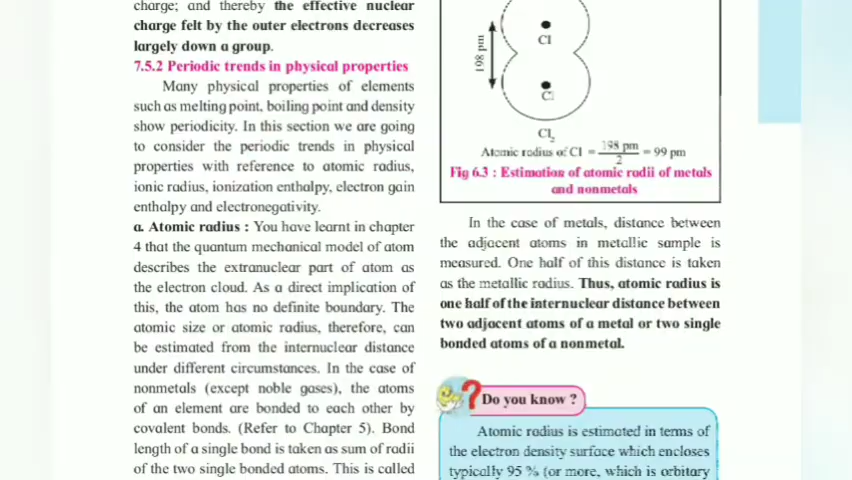 charge; and thereby the effective nuclear
charge felt by the outer electrons decreases
largely down a group.
7.5.2 Periodic trends in physical properties
Many physical properties of elements
such as melting point, boiling point and density
show periodicity. In this section we are going
to consider the periodic trends in physical
properties with reference to atomic radius,
ionic radius, ionization enthalpy, electron gain
enthalpy and electronegativity.
a. Atomic radius : You have learnt in chapter
4 that the quantum mechanical model of atom
describes the extranuclear part of atom as
the electron cloud. As a direct implication of
this, the atom has no definite boundary. The
atomic size or atomic radius, therefore, can
be estimated from the internuclear distance
under different circumstances. In the case of
nonmetals (except noble gases), the atoms
of an element are bonded to each other by
covalent bonds. (Refer to Chapter 5). Bond
length of a single bond is taken as sum of radii
of the two single bonded atoms. This is called
Cl
198 pm
C
Cl₂
Atomic radius of Cl = 198 pm / 2 = 99 pm
Fig 6.3 : Estimation of atomic radii of metals
and nonmetals
In the case of metals, distance between
the adjacent atoms in metallic sample is
measured. One half of this distance is taken
as the metallic radius. Thus, atomic radius is
one half of the internuclear distance between
two adjacent atoms of a metal or two single
bonded atoms of a nonmetal.
? Do you know ?
Atomic radius is estimated in terms of
the electron density surface which encloses
typically 95 % (or more, which is orbitary